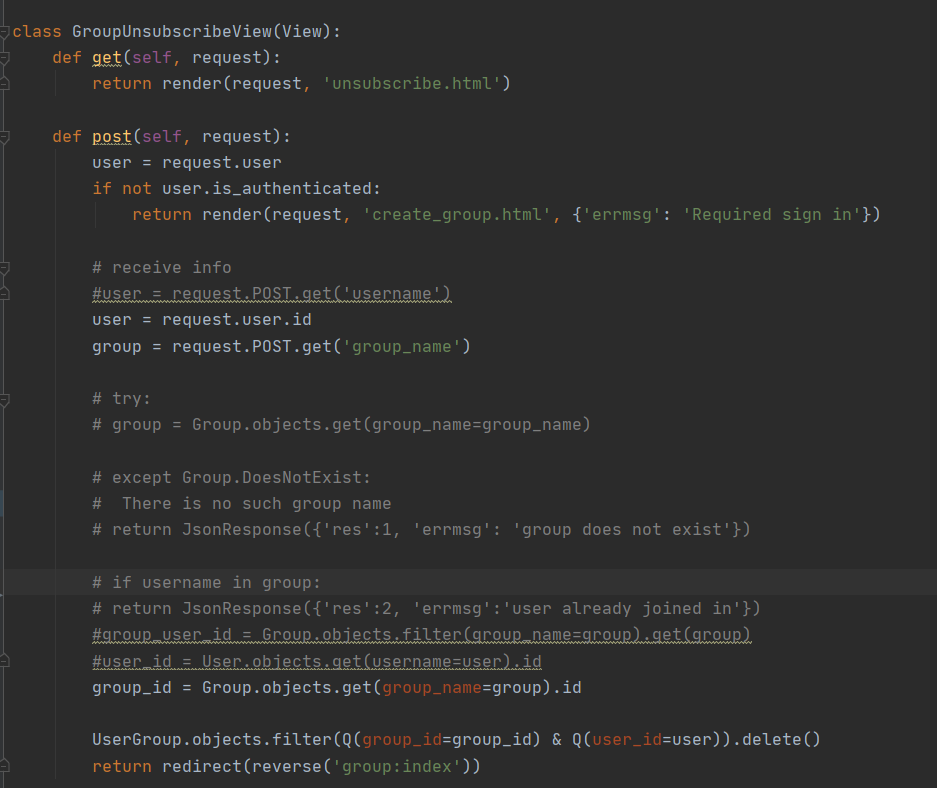 class GroupUnsubscribeView(View):
    def get(self, request):
        return render(request, 'unsubscribe.html')
    def post(self, request):
        user = request.user
        if not user.is_authenticated:
            return render(request, 'create_group.html', {'errmsg': 'Required sign in'})
        # receive info
        #user = request.POST.get('username')
        user = request.user.id
        group = request.POST.get('group_name')
        # try:
        # group = Group.objects.get(group_name=group_name)
        # except Group.DoesNotExist:
        #  There is no such group name
        # return JsonResponse({'res':1, 'errmsg': 'group does not exist'})
        # if username in group:
        # return JsonResponse({'res':2, 'errmsg':'user already joined in'})
        #group_user_id = Group.objects.filter(group_name=group).get(group)
        #user_id = User.objects.get(username=user).id
        group_id = Group.objects.get(group_name=group).id
        UserGroup.objects.filter(Q(group_id=group_id) & Q(user_id=user)).delete()
        return redirect(reverse('group:index'))